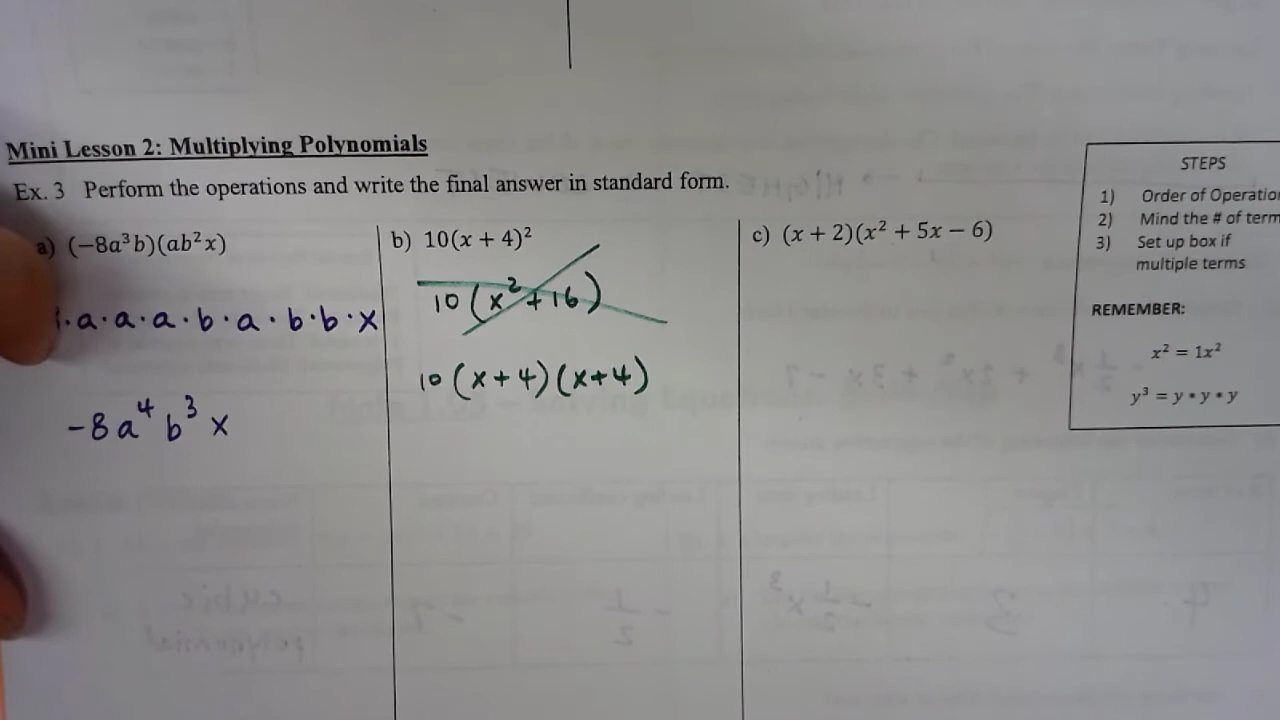 Mini Lesson 2: Multiplying Polynomials
Ex. 3 Perform the operations and write the final answer in standard form.
a) (−8a³b)(ab²x)
·a·a·a·b·a·b·b·x
-8a⁴b³x
b) 10(x + 4)²
10(x²+16)
10(x+4)(x+4)
c) (x + 2)(x² + 5x − 6)
STEPS
1) Order of Operatio
2) Mind the # of term
3) Set up box if
multiple terms
REMEMBER:
x² = 1x²
y³ = y • y • y